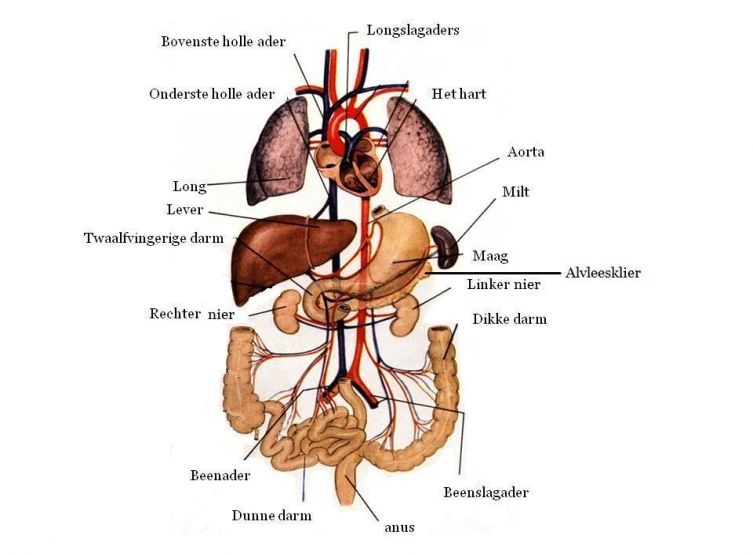 Longslagaders
Bovenste holle ader
Onderste holle ader
Het hart
Aorta
Long
Milt
Lever
Twaalfvingerige darm
Maag
Alvleesklier
Linker nier
Rechter nier
Dikke darm
Beenader
Beenslagader
Dunne darm
anus